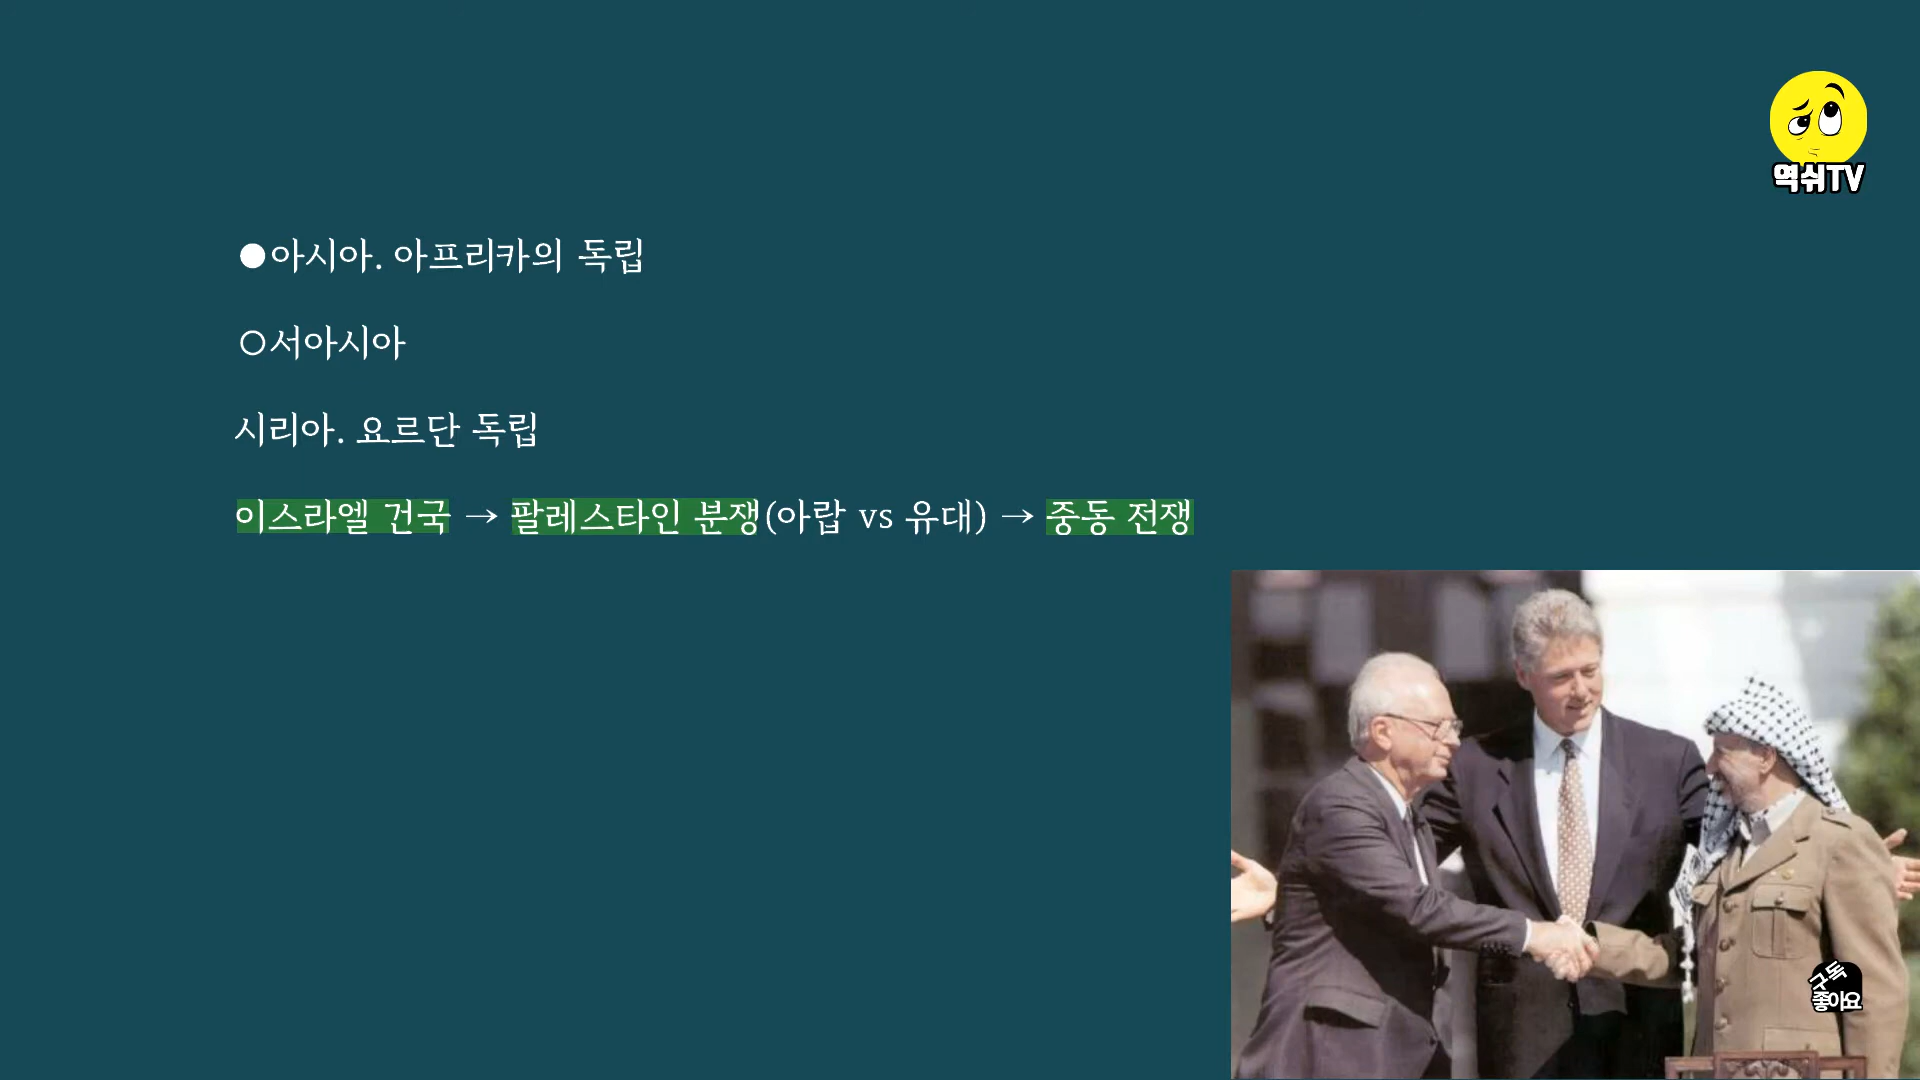 역쉬TV
●아시아. 아프리카의 독립
○서아시아
시리아. 요르단 독립
이스라엘 건국 → 팔레스타인 분쟁(아랍 vs 유대) → 중동 전쟁
구독
좋아요